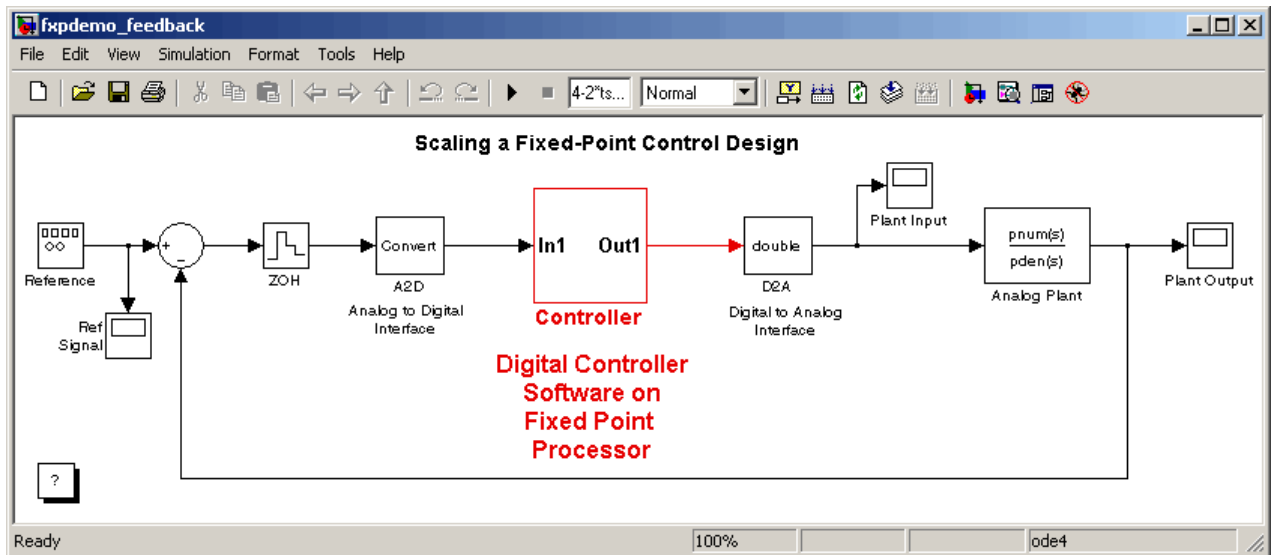 fxpdemo_feedback
File Edit View Simulation Format Tools Help
4-2*ts... Normal
Scaling a Fixed-Point Control Design
Reference
Ref
Signal
+
−
ZOH
Convert
A2D
Analog to Digital
Interface
In1 Out1
Controller
Digital Controller
Software on
Fixed Point
Processor
double
D2A
Digital to Analog
Interface
Plant Input
pnum(s)
pden(s)
Analog Plant
Plant Output
?
Ready 100% ode4